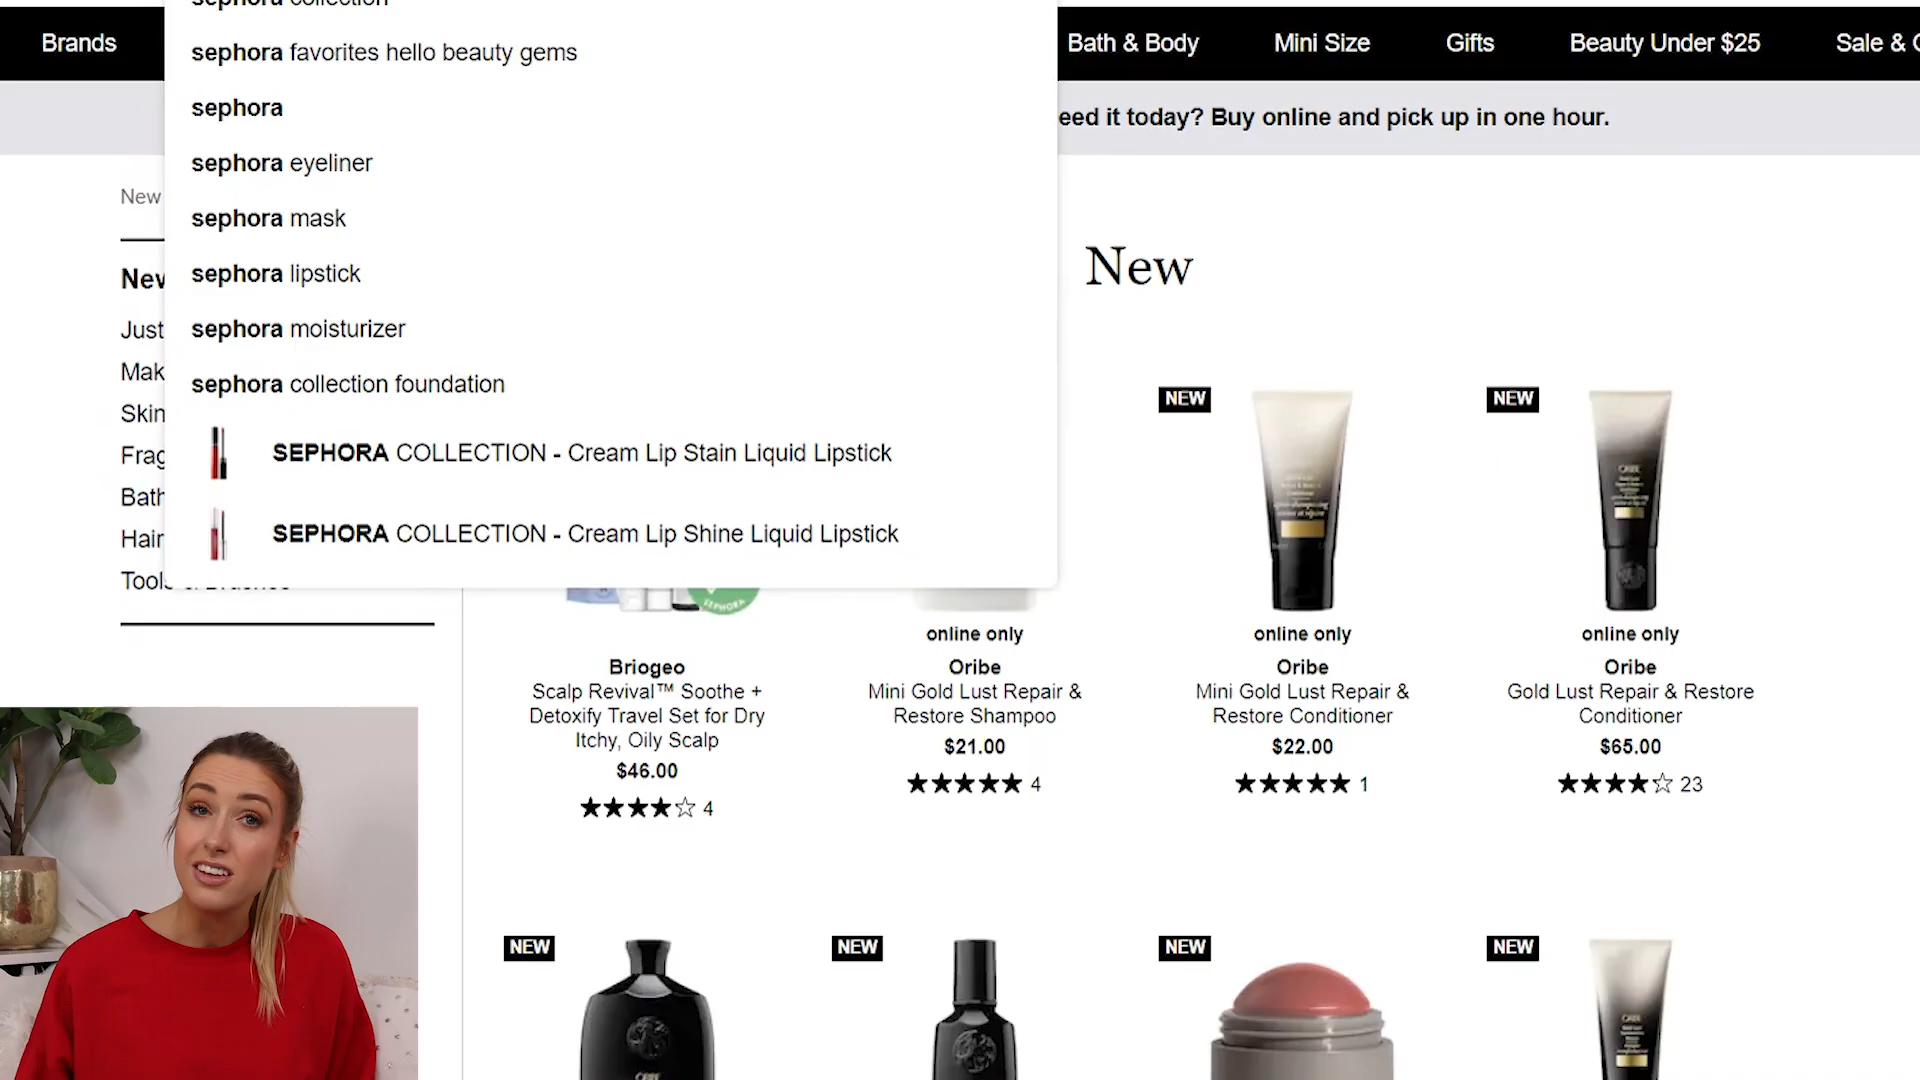 sephora collection
Brands
sephora favorites hello beauty gems
Bath & Body
Mini Size
Gifts
Beauty Under $25
Sale &
sephora
eed it today? Buy online and pick up in one hour.
sephora eyeliner
New
sephora mask
New
sephora lipstick
New
Just
sephora moisturizer
Mak
sephora collection foundation
Skin
Frag
SEPHORA COLLECTION - Cream Lip Stain Liquid Lipstick
Bath
Hair
SEPHORA COLLECTION - Cream Lip Shine Liquid Lipstick
Tools & Brushes
NEW
NEW
ORIBE
SEPHORA
Briogeo
Scalp Revival™ Soothe +
Detoxify Travel Set for Dry
Itchy, Oily Scalp
$46.00
4
online only
Oribe
Mini Gold Lust Repair &
Restore Shampoo
$21.00
4
online only
Oribe
Mini Gold Lust Repair &
Restore Conditioner
$22.00
1
online only
Oribe
Gold Lust Repair & Restore
Conditioner
$65.00
23
NEW
NEW
NEW
NEW
ORIBE
ORIBE